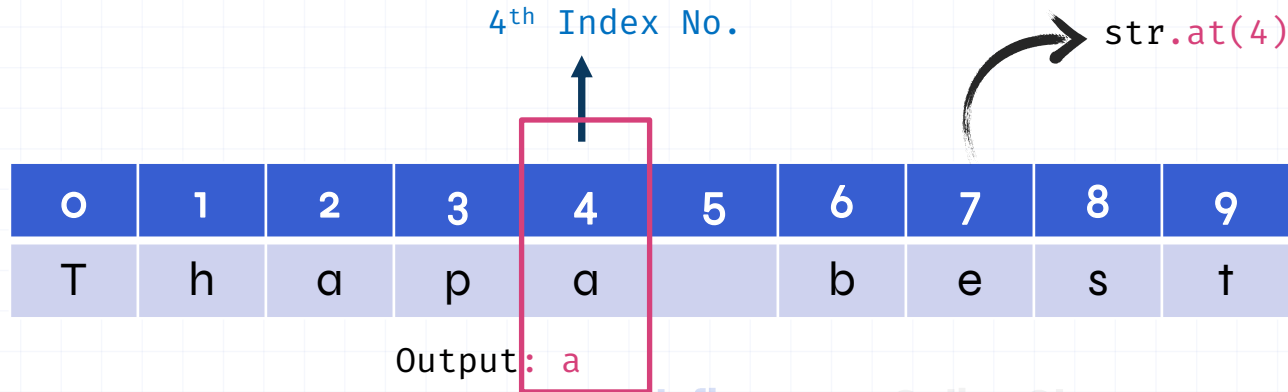 4th Index No.
str.at(4)
0 1 2 3 4 5 6 7 8 9
T h a p a b e s t
Output: a